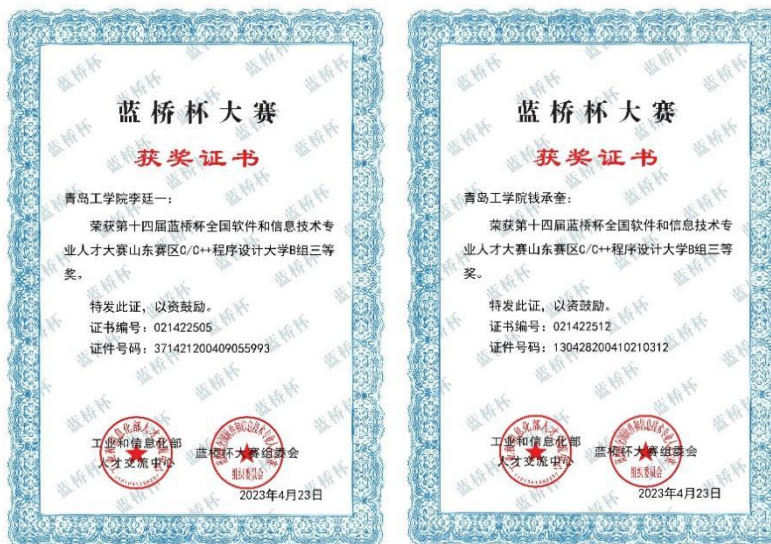 蓝桥杯大赛
获奖证书
青岛工学院李廷一:
荣获第十四届蓝桥杯全国软件和信息技术专
业人才大赛山东赛区C/C++程序设计大学B组三等
奖。
特发此证,以资鼓励。
证书编号:021422505
证件号码:371421200409055993
工业和信息化部
人才交流中心
蓝桥杯大赛组委会
2023年4月23日
蓝桥杯大赛
获奖证书
青岛工学院钱承奎:
荣获第十四届蓝桥杯全国软件和信息技术专
业人才大赛山东赛区C/C++程序设计大学B组三等
奖。
特发此证,以资鼓励。
证书编号:021422512
证件号码:130428200410210312
工业和信息化部
人才交流中心
蓝桥杯大赛组委会
2023年4月23日